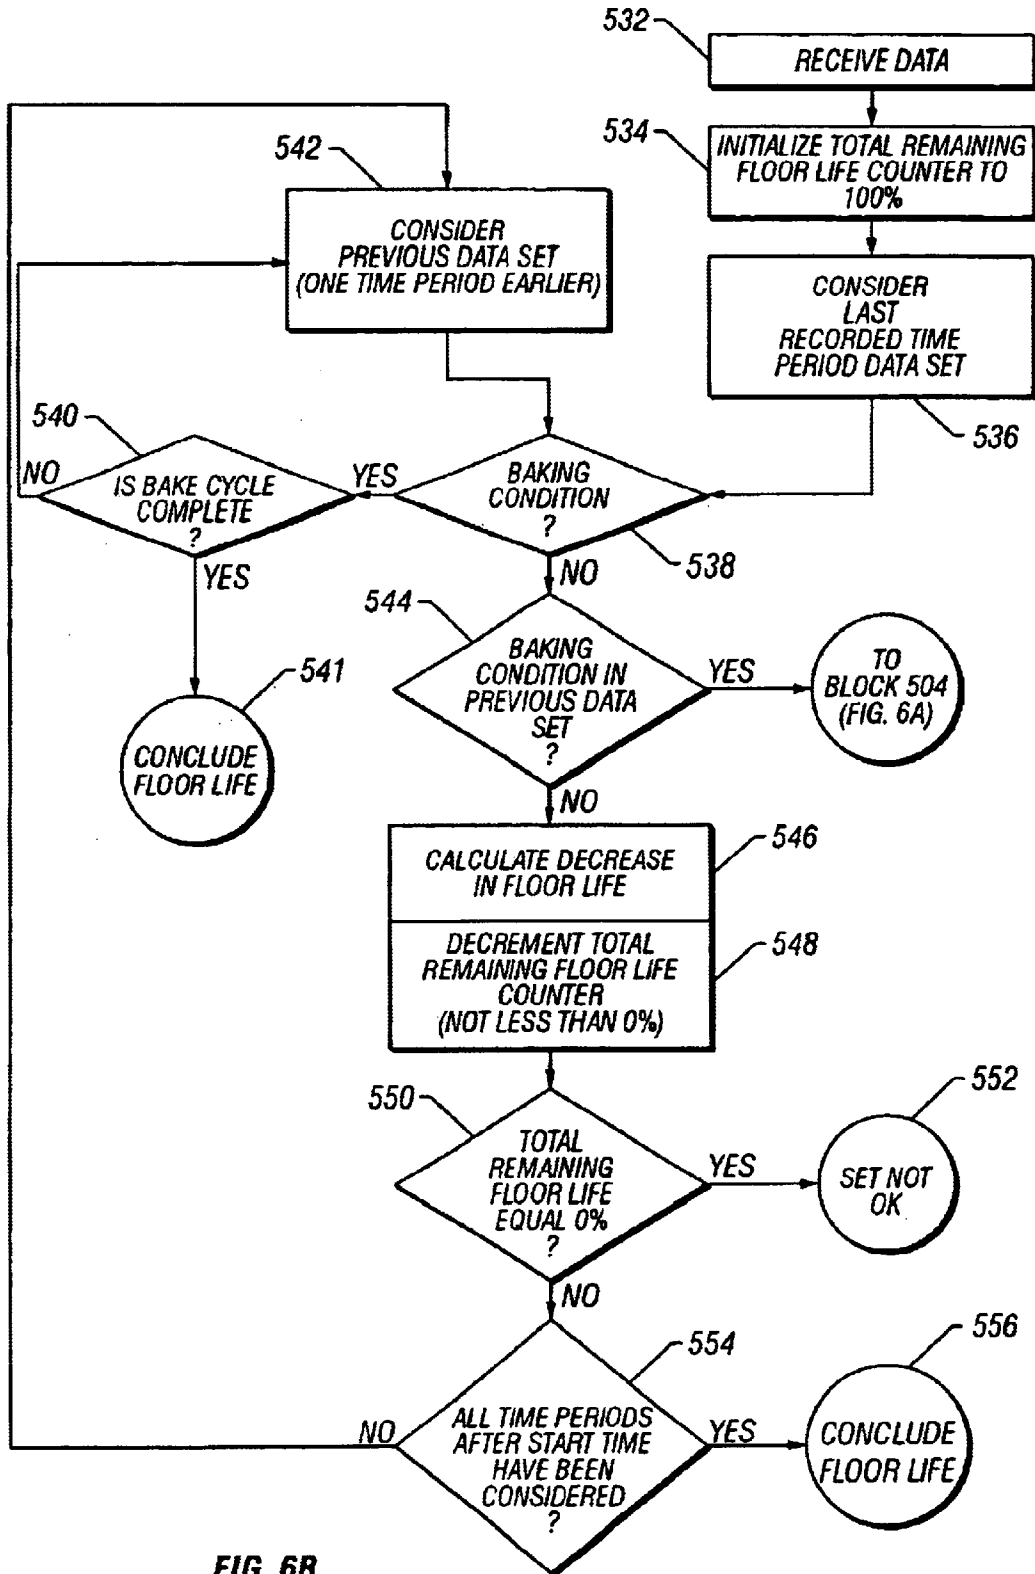 532
RECEIVE DATA
534
INITIALIZE TOTAL REMAINING
FLOOR LIFE COUNTER TO
100%
542
CONSIDER
PREVIOUS DATA SET
(ONE TIME PERIOD EARLIER)
CONSIDER
LAST
RECORDED TIME
PERIOD DATA SET
536
540
NO
IS BAKE CYCLE
COMPLETE
?
YES
BAKING
CONDITION
?
538
YES
NO
544
BAKING
CONDITION IN
PREVIOUS DATA
SET
?
YES
TO
BLOCK 504
(FIG. 6A)
541
CONCLUDE
FLOOR LIFE
NO
546
CALCULATE DECREASE
IN FLOOR LIFE
548
DECREMENT TOTAL
REMAINING FLOOR LIFE
COUNTER
(NOT LESS THAN 0%)
550
TOTAL
REMAINING
FLOOR LIFE
EQUAL 0%
?
YES
552
SET NOT
OK
NO
554
NO
ALL TIME PERIODS
AFTER START TIME
HAVE BEEN
CONSIDERED
?
YES
556
CONCLUDE
FLOOR LIFE
FIG. 6B